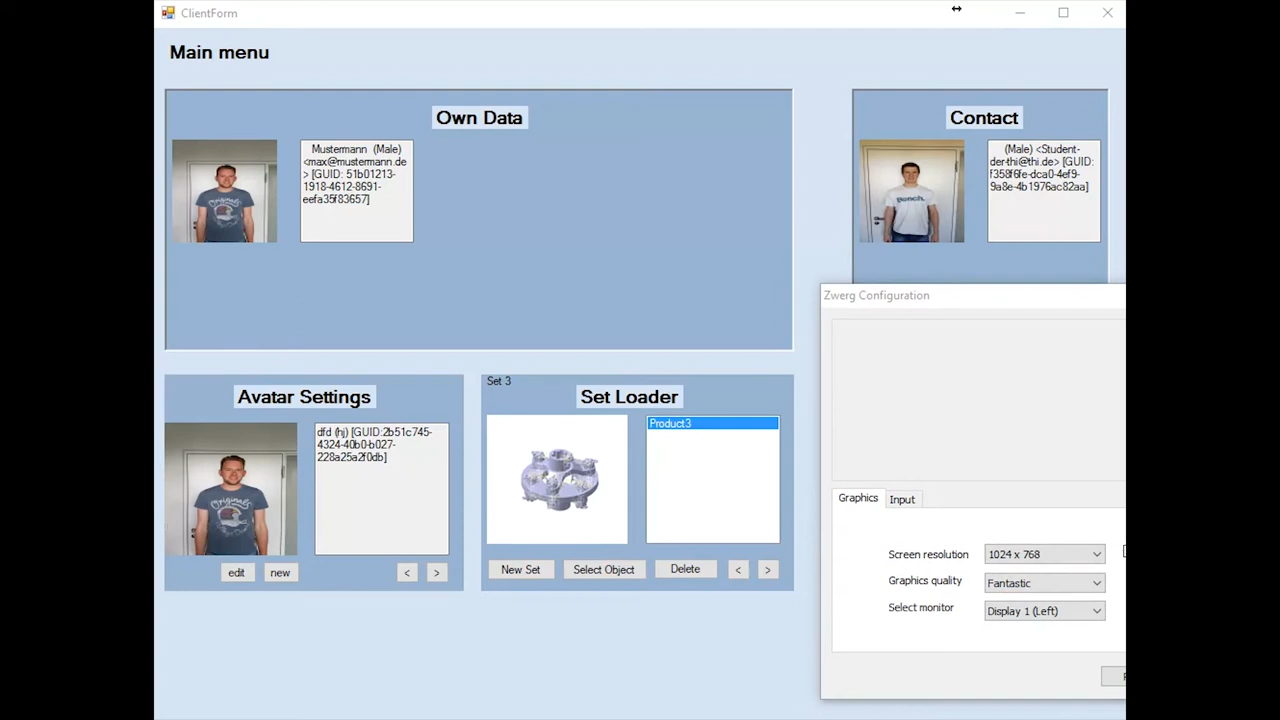 ClientForm
Main menu
Own Data
Mustermann (Male)
<max@mustermann.de
> [GUID: 51b01213-
1918-4612-8691-
eefa35f83657]
Contact
(Male) <Student-
der-thi@thi.de> [GUID:
f358f6fe-dca0-4ef9-
9a8e-4b1976ac82aa]
Originals
Bench.
Zwerg Configuration
Avatar Settings
dfd (hj) [GUID:2b51c745-
4324-40b0-b027-
228a25a2f0db]
Originals
edit
new
<
>
Set 3
Set Loader
Product3
New Set
Select Object
Delete
<
>
Graphics
Input
Screen resolution
1024 x 768
Graphics quality
Fantastic
Select monitor
Display 1 (Left)